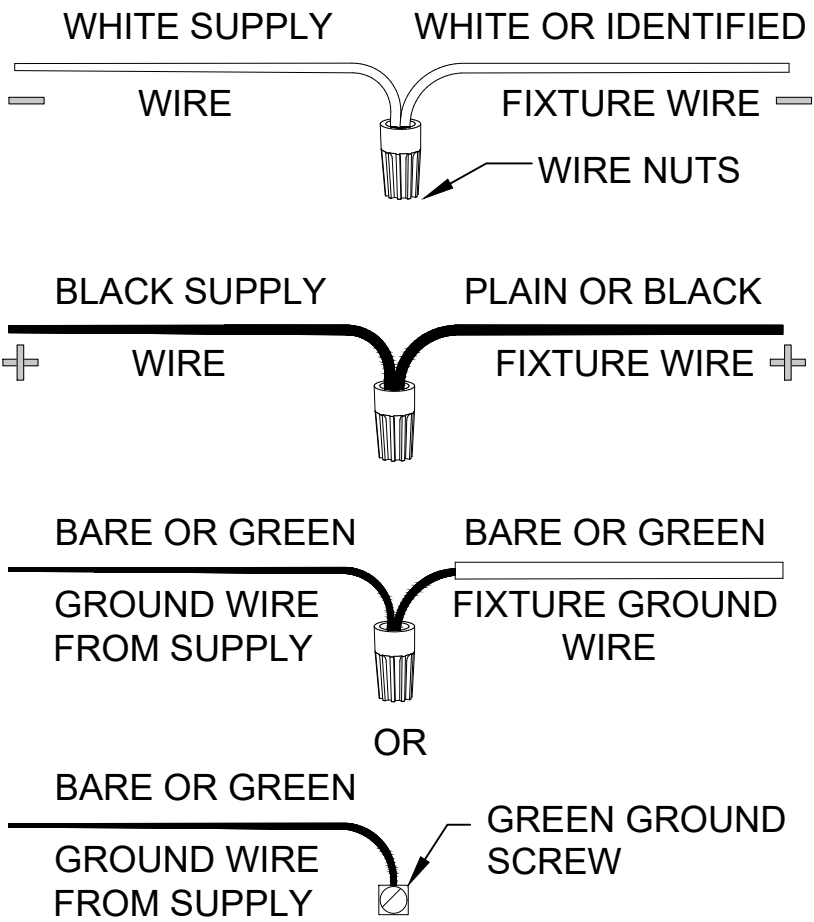 WHITE SUPPLY WHITE OR IDENTIFIED
− WIRE FIXTURE WIRE −
WIRE NUTS
BLACK SUPPLY PLAIN OR BLACK
+ WIRE FIXTURE WIRE +
BARE OR GREEN BARE OR GREEN
GROUND WIRE FIXTURE GROUND
FROM SUPPLY WIRE
OR
BARE OR GREEN
GREEN GROUND
SCREW
GROUND WIRE
FROM SUPPLY